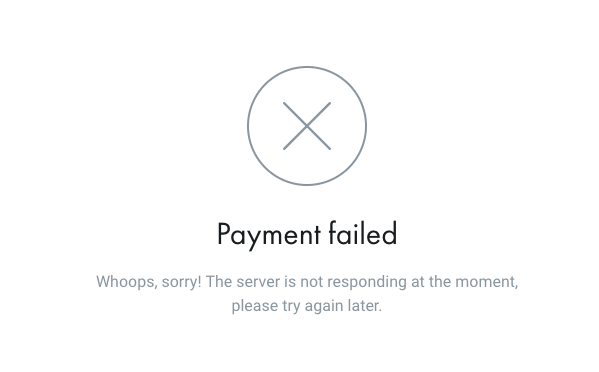 Payment failed
Whoops, sorry! The server is not responding at the moment,
please try again later.